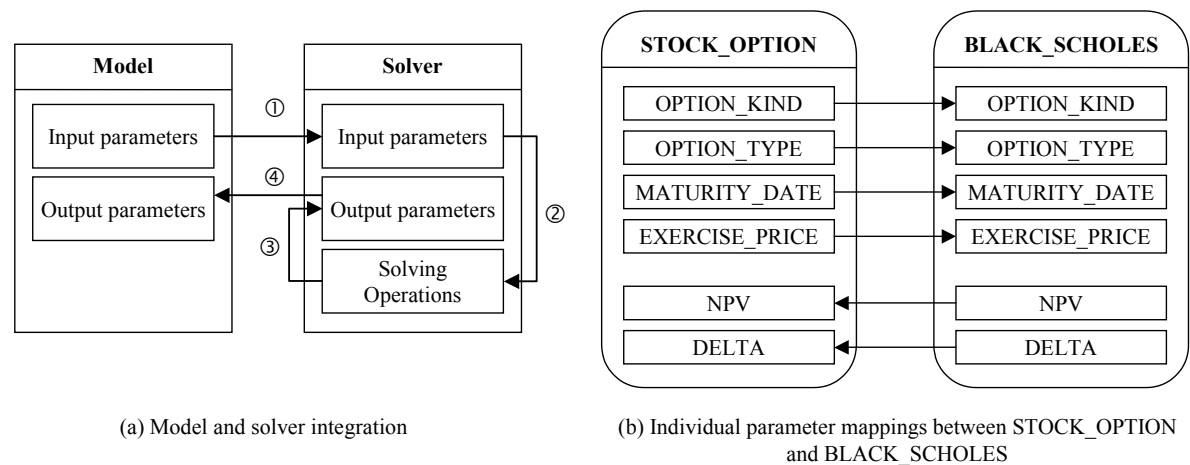 Model
Solver
Input parameters
①
Input parameters
Output parameters
④
Output parameters
②
③
Solving
Operations
(a) Model and solver integration
STOCK_OPTION
BLACK_SCHOLES
OPTION_KIND
OPTION_KIND
OPTION_TYPE
OPTION_TYPE
MATURITY_DATE
MATURITY_DATE
EXERCISE_PRICE
EXERCISE_PRICE
NPV
NPV
DELTA
DELTA
(b) Individual parameter mappings between STOCK_OPTION
and BLACK_SCHOLES